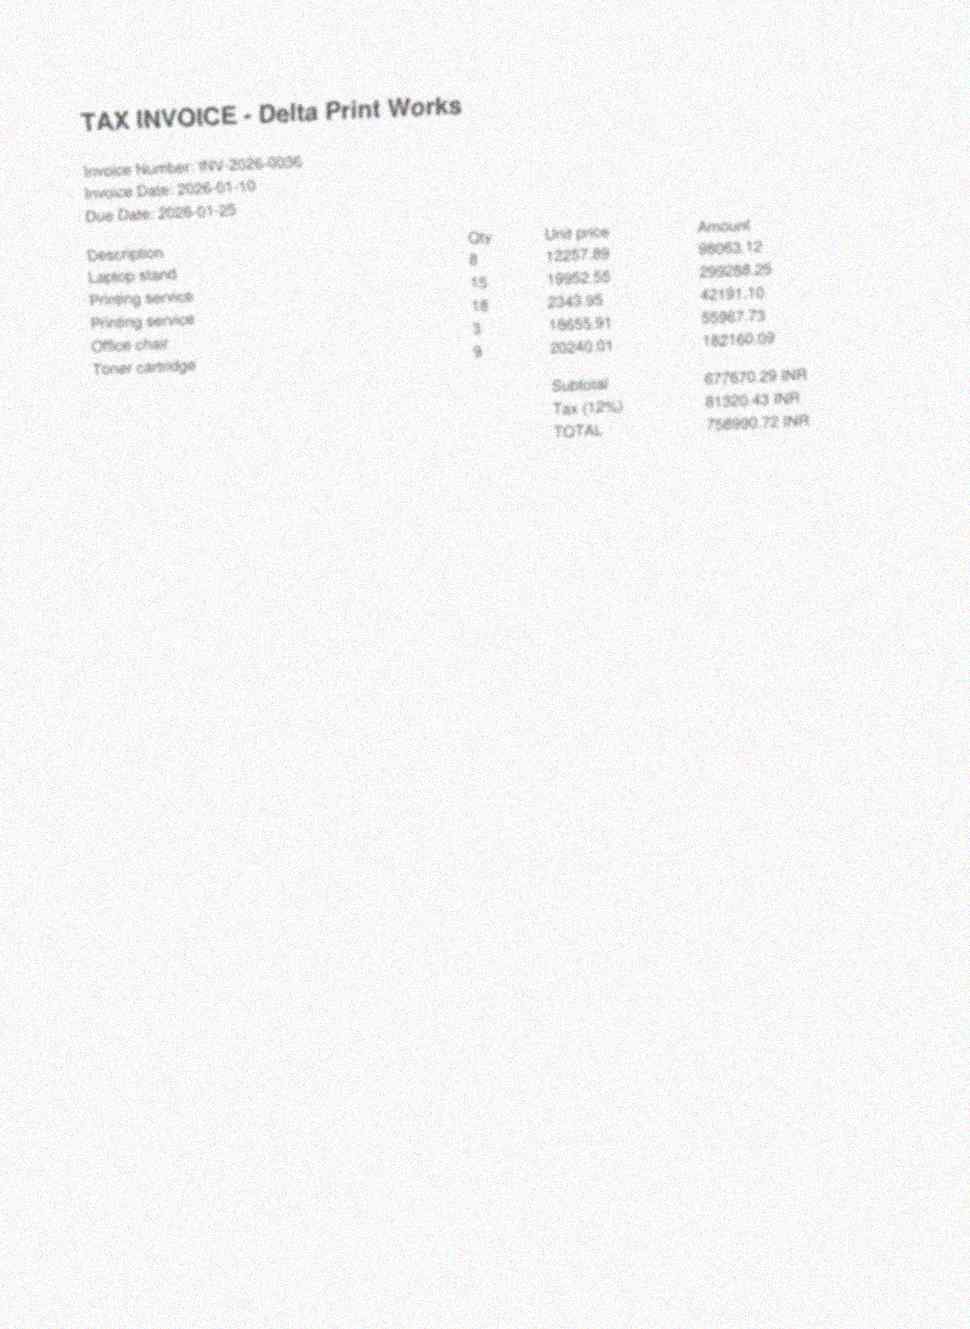 TAX INVOICE - Delta Print Works
Invoice Number: INV-2026-0036
Invoice Date: 2026-01-10
Due Date: 2026-01-25
Description Qty Unit price Amount
Laptop stand 8 12257.89 98063.12
Printing service 15 19952.55 299288.25
Printing service 18 2343.95 42191.10
Office chair 3 18655.91 55967.73
Toner cartridge 9 20240.01 182160.09
Subtotal 677670.29 INR
Tax (12%) 81320.43 INR
TOTAL 758990.72 INR